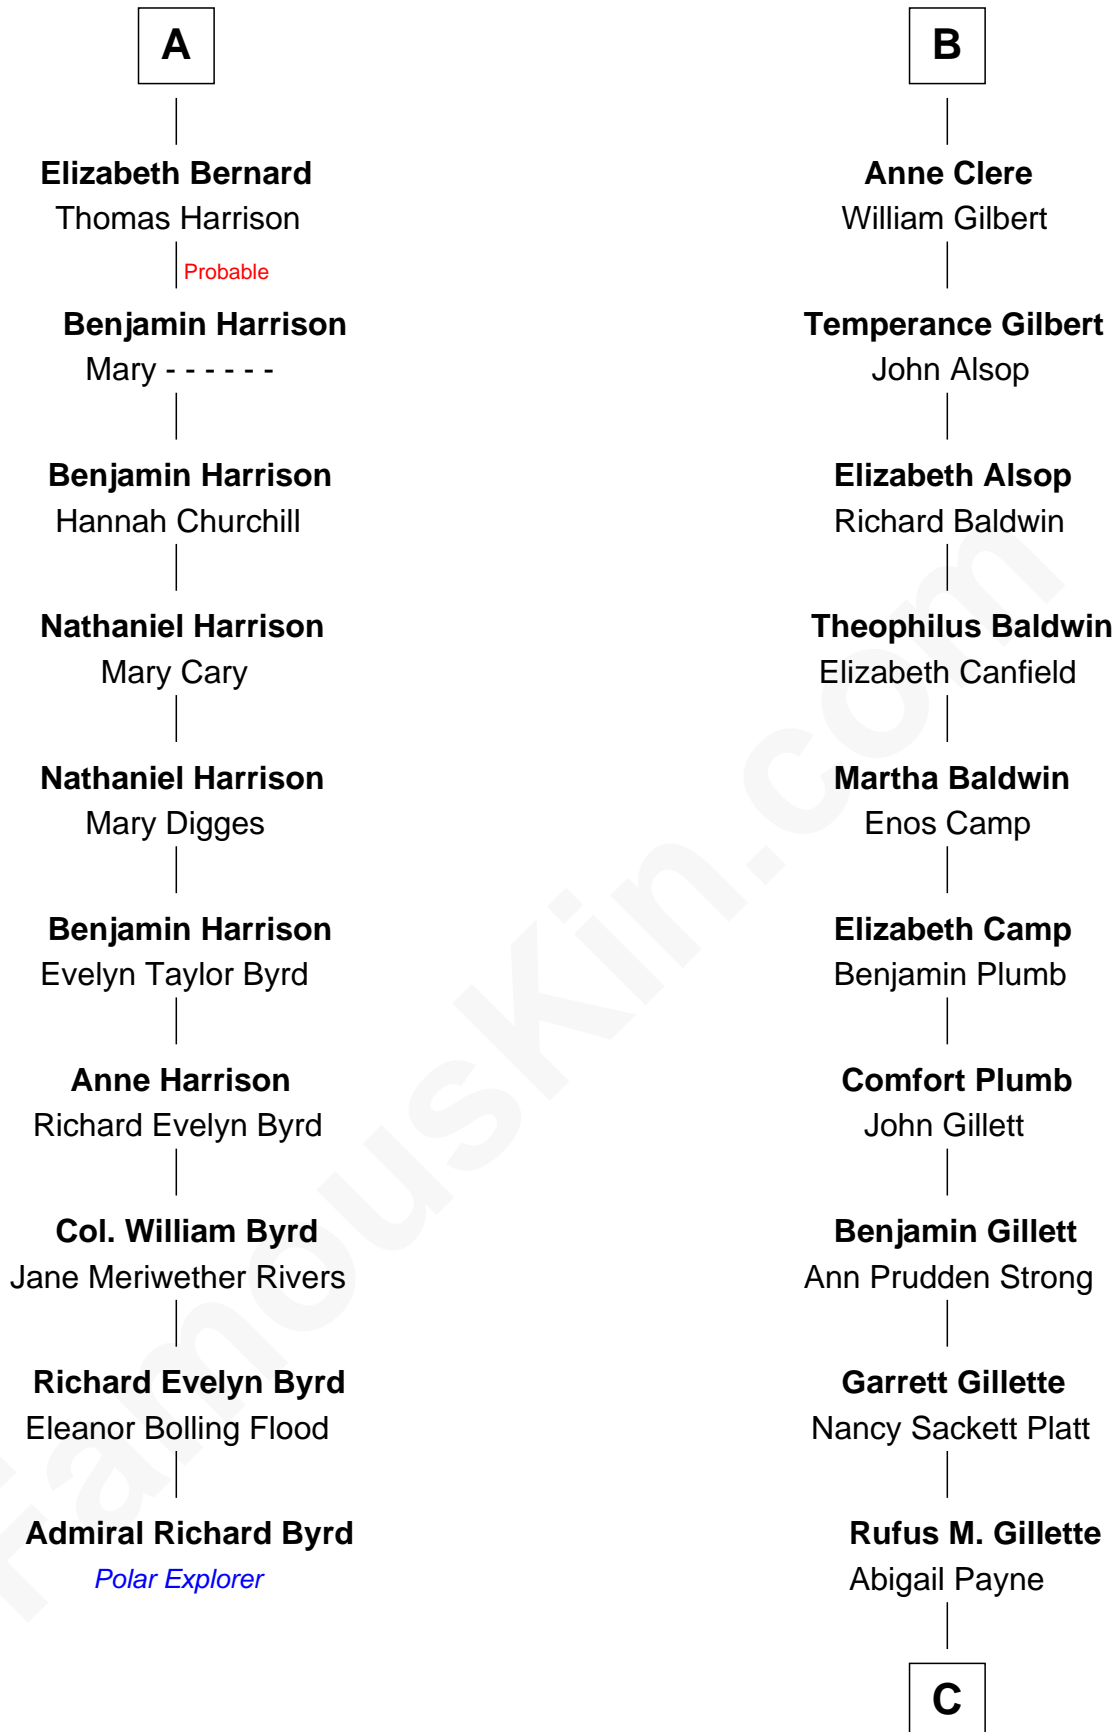 A
Elizabeth Bernard
Thomas Harrison
Probable
Benjamin Harrison
Mary - - - - - -
Benjamin Harrison
Hannah Churchill
Nathaniel Harrison
Mary Cary
Nathaniel Harrison
Mary Digges
Benjamin Harrison
Evelyn Taylor Byrd
Anne Harrison
Richard Evelyn Byrd
Col. William Byrd
Jane Meriwether Rivers
Richard Evelyn Byrd
Eleanor Bolling Flood
Admiral Richard Byrd
Polar Explorer
B
Anne Clere
William Gilbert
Temperance Gilbert
John Alsop
Elizabeth Alsop
Richard Baldwin
Theophilus Baldwin
Elizabeth Canfield
Martha Baldwin
Enos Camp
Elizabeth Camp
Benjamin Plumb
Comfort Plumb
John Gillett
Benjamin Gillett
Ann Prudden Strong
Garrett Gillette
Nancy Sackett Platt
Rufus M. Gillette
Abigail Payne
C
FamousKin.com